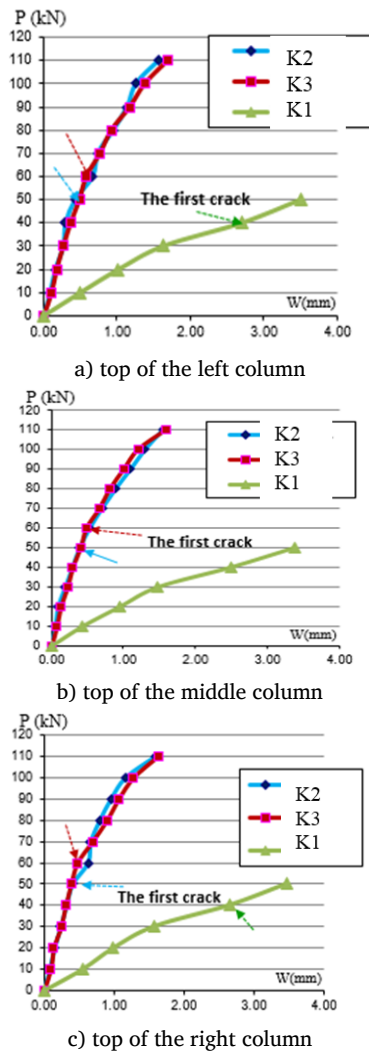 P (kN)
120
110
100
90
80
70
60
50
40
30
20
10
0
K2
K3
K1
The first crack
W(mm)
0.00 1.00 2.00 3.00 4.00
a) top of the left column
P (kN)
120
110
100
90
80
70
60
50
40
30
20
10
0
K2
K3
K1
The first crack
W(mm)
0.00 1.00 2.00 3.00 4.00
b) top of the middle column
P (kN)
120
110
100
90
80
70
60
50
40
30
20
10
0
K2
K3
K1
The first crack
W(mm)
0.00 1.00 2.00 3.00 4.00
c) top of the right column